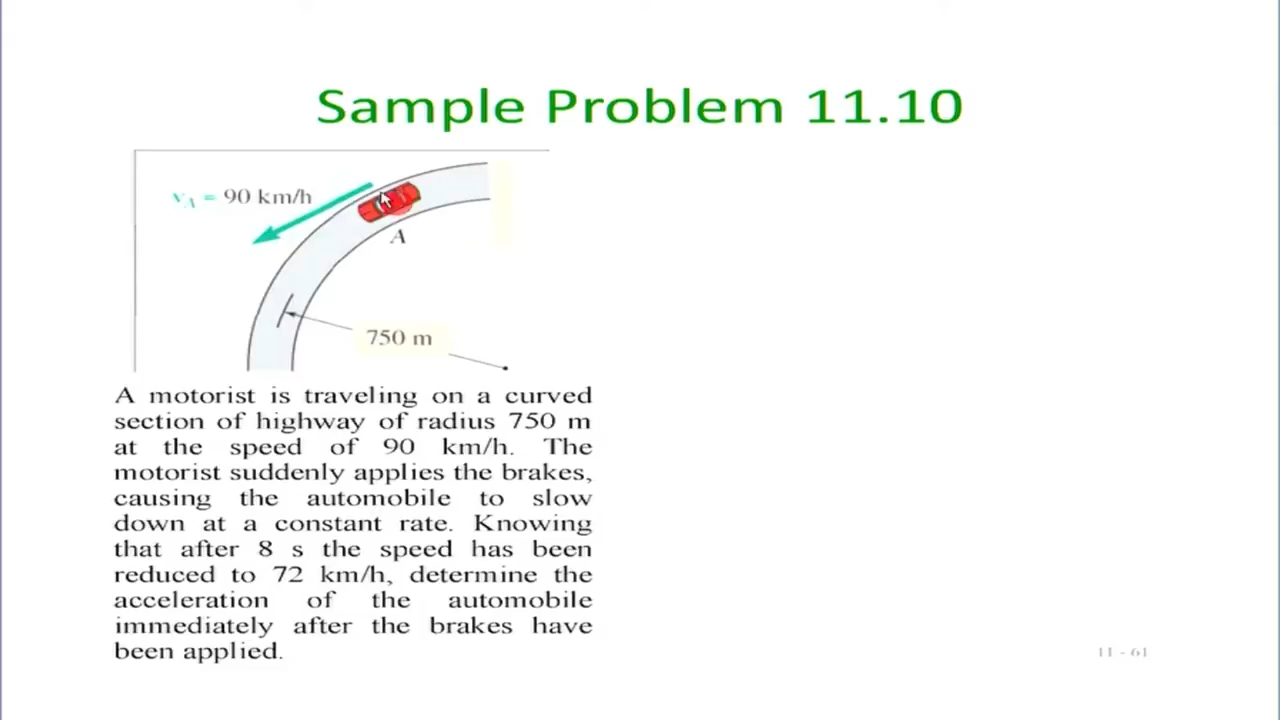 Sample Problem 11.10
v_A = 90 km/h
A
750 m
A motorist is traveling on a curved
section of highway of radius 750 m
at the speed of 90 km/h. The
motorist suddenly applies the brakes,
causing the automobile to slow
down at a constant rate. Knowing
that after 8 s the speed has been
reduced to 72 km/h, determine the
acceleration of the automobile
immediately after the brakes have
been applied.
11 - 61